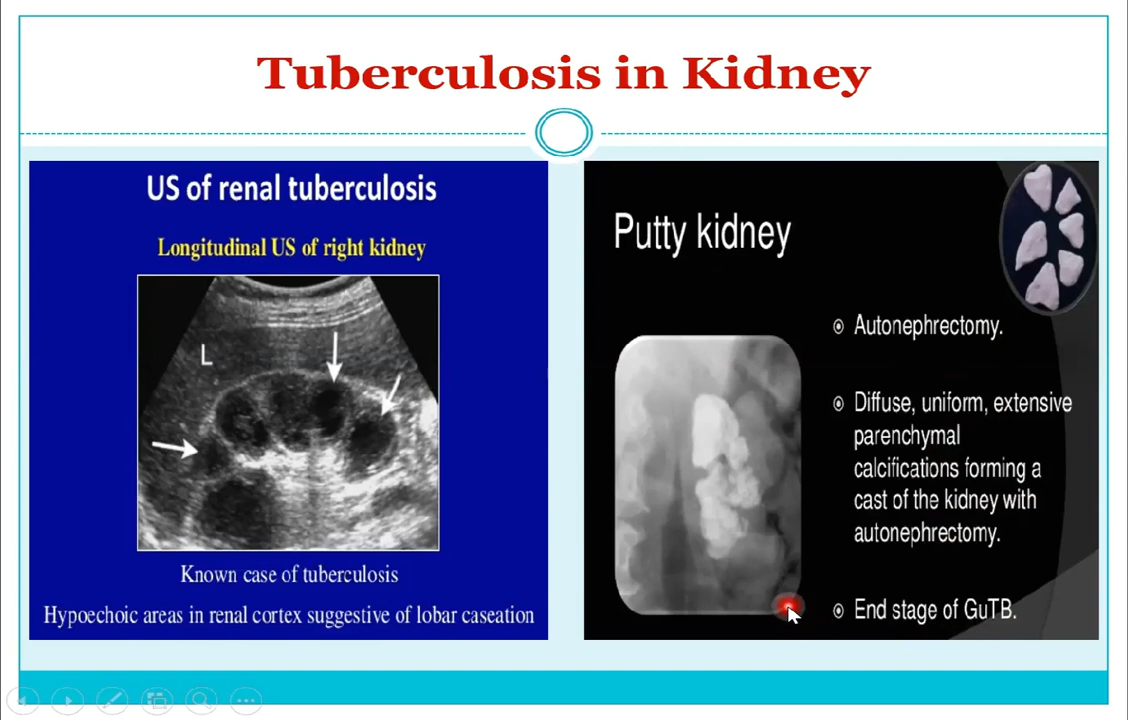 Tuberculosis in Kidney
US of renal tuberculosis
Longitudinal US of right kidney
L
Known case of tuberculosis
Hypoechoic areas in renal cortex suggestive of lobar caseation
Putty kidney
Autonephrectomy.
Diffuse, uniform, extensive
parenchymal
calcifications forming a
cast of the kidney with
autonephrectomy.
End stage of GuTB.